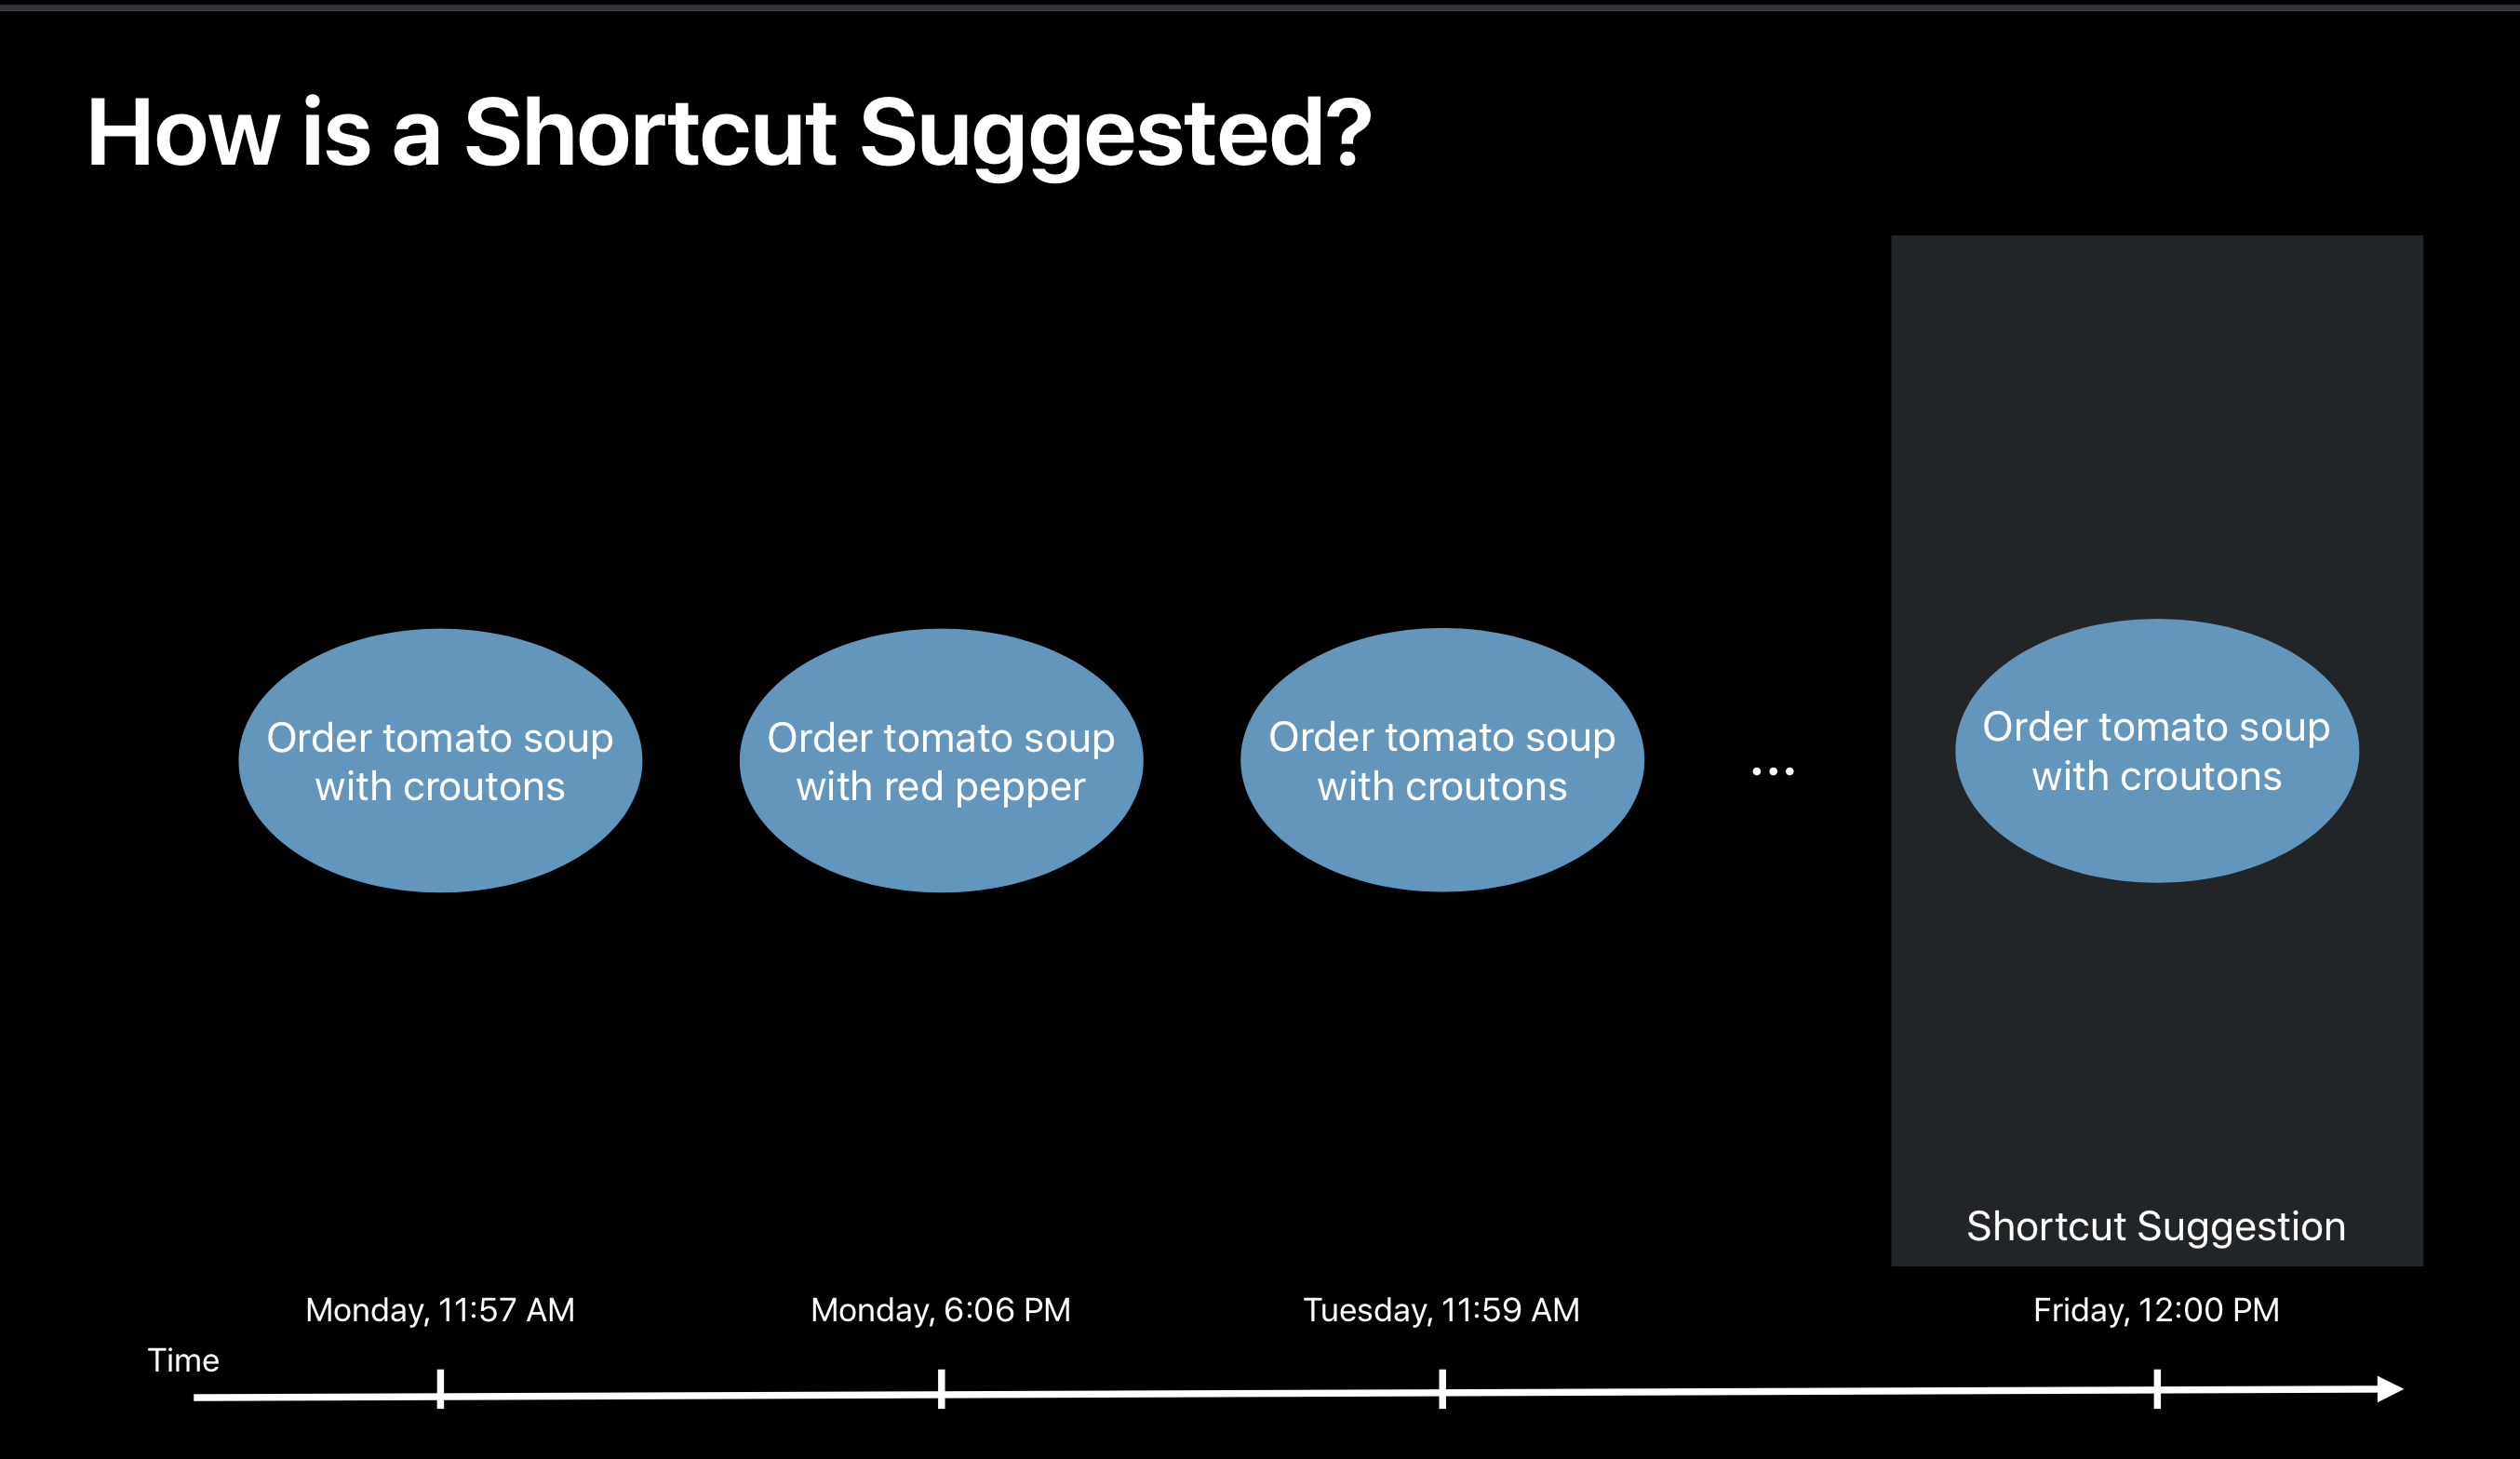 How is a Shortcut Suggested?
Order tomato soup
with croutons
Order tomato soup
with red pepper
Order tomato soup
with croutons
...
Order tomato soup
with croutons
Shortcut Suggestion
Monday, 11:57 AM
Monday, 6:06 PM
Tuesday, 11:59 AM
Friday, 12:00 PM
Time